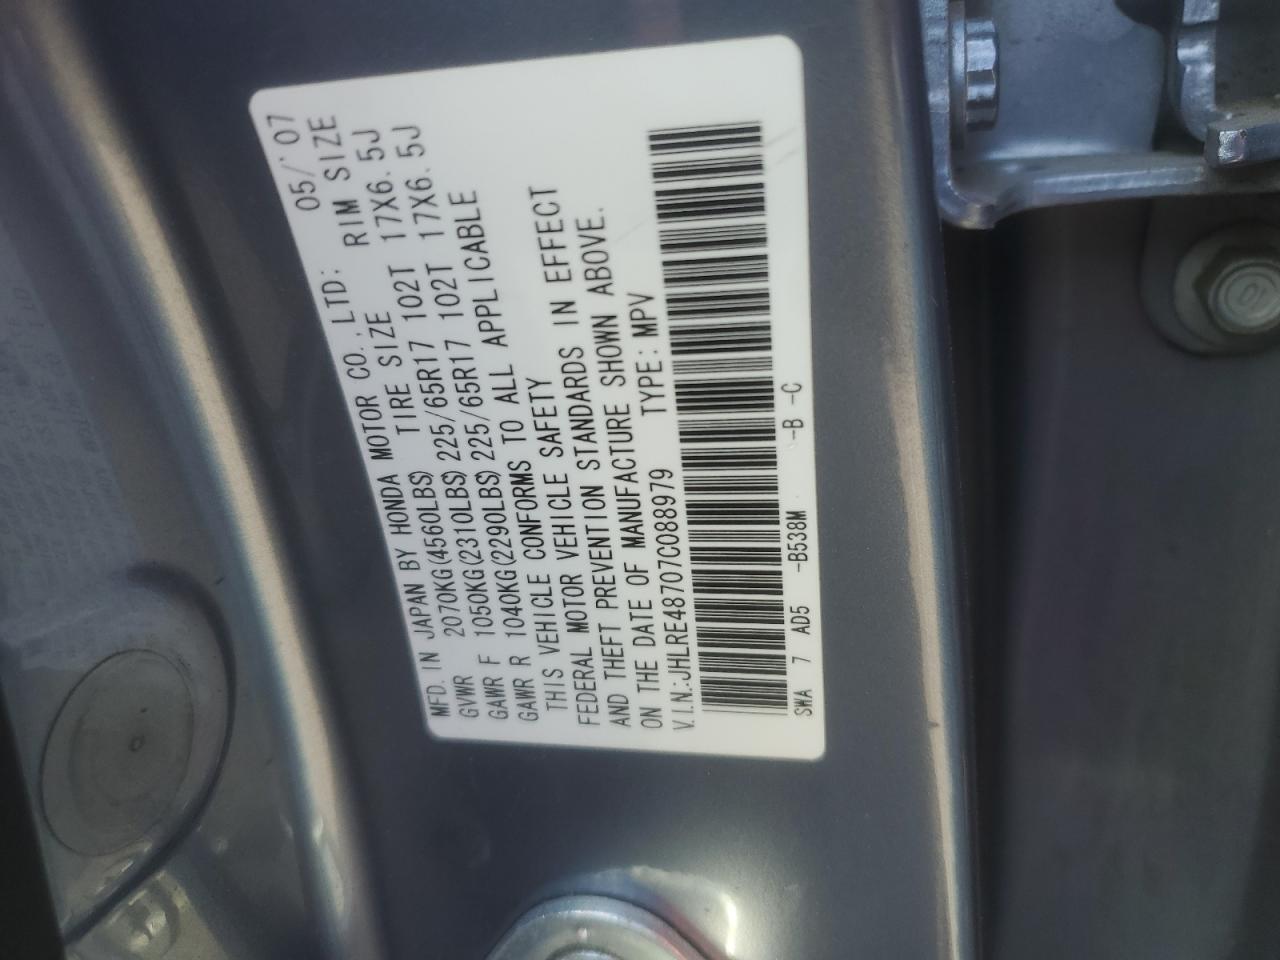 MFD. IN JAPAN BY HONDA MOTOR CO.,LTD: 05/'07
TIRE SIZE RIM SIZE
GVWR 2070KG(4560LBS)
GAWR F 1050KG(2310LBS) 225/65R17 102T 17X6.5J
GAWR R 1040KG(2290LBS) 225/65R17 102T 17X6.5J
THIS VEHICLE CONFORMS TO ALL APPLICABLE
FEDERAL MOTOR VEHICLE SAFETY
AND THEFT PREVENTION STANDARDS IN EFFECT
ON THE DATE OF MANUFACTURE SHOWN ABOVE.
V.I.N.:JHLRE48707C088979 TYPE: MPV
SWA 7 AD5 -B538M -B -C
10